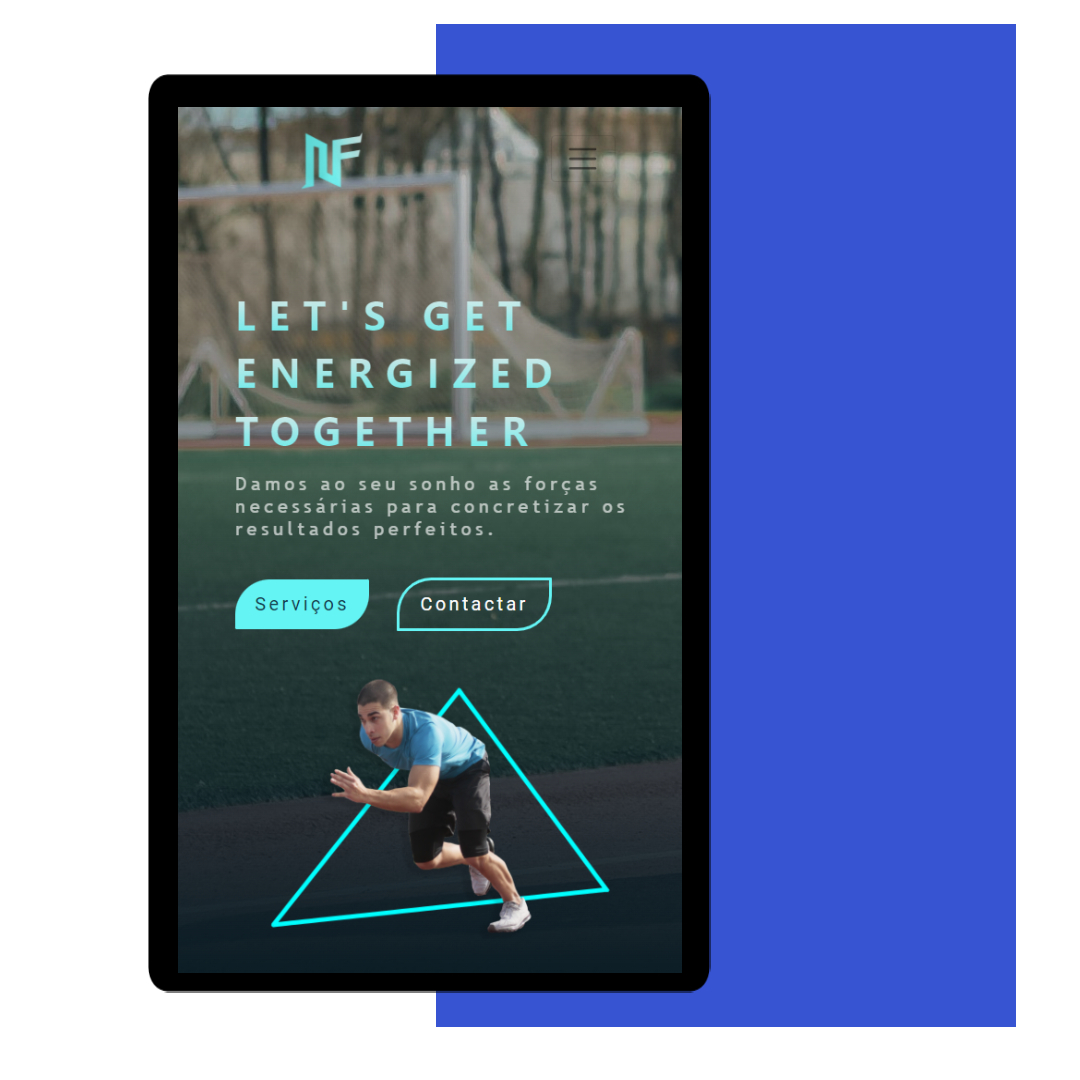 NF
LET'S GET
ENERGIZED
TOGETHER
Damos ao seu sonho as forças
necessárias para concretizar os
resultados perfeitos.
Serviços
Contactar